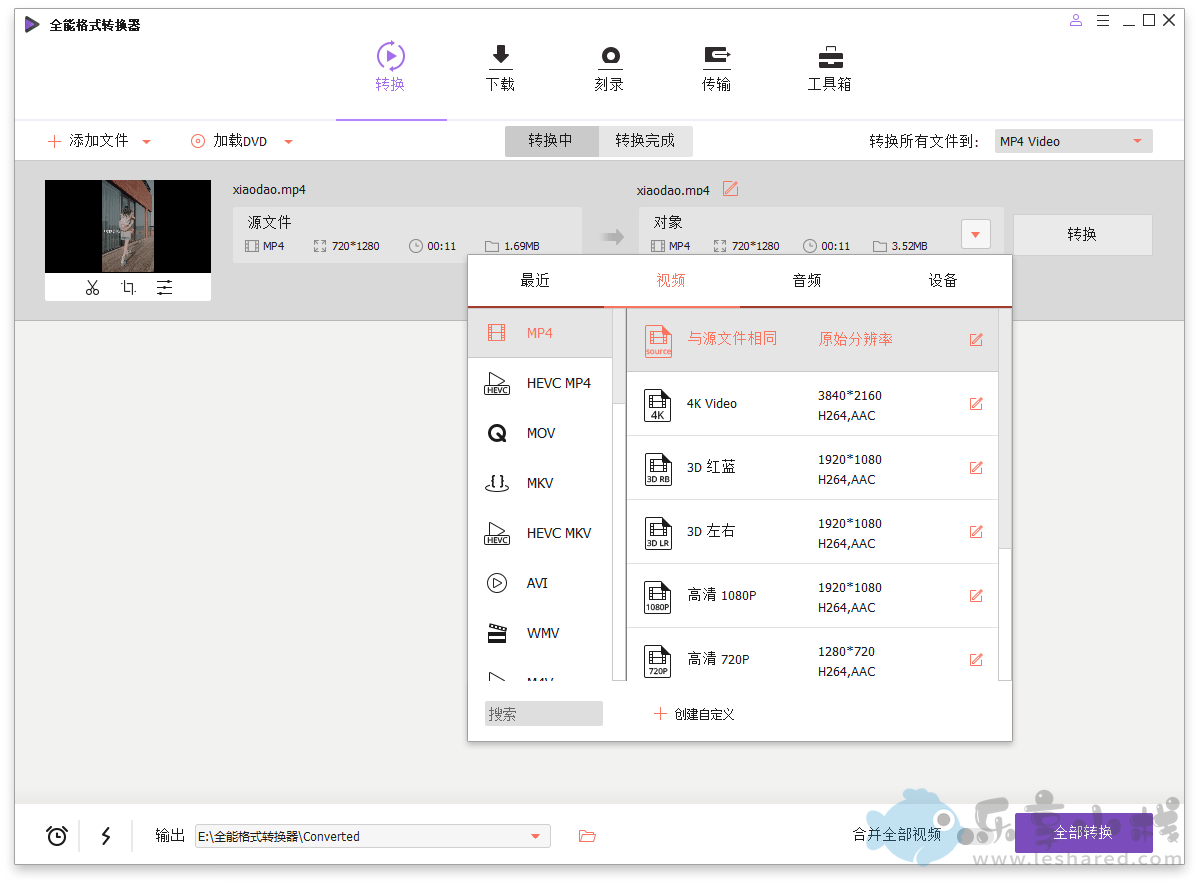 全能格式转换器
转换
下载
刻录
传输
工具箱
添加文件
加载DVD
转换中
转换完成
转换所有文件到:
MP4 Video
xiaodao.mp4
源文件
MP4
720*1280
00:11
1.69MB
xiaodao.mp4
对象
MP4
720*1280
00:11
3.52MB
转换
最近
视频
音频
设备
MP4
HEVC
HEVC MP4
MOV
MKV
HEVC
HEVC MKV
AVI
WMV
M4V
source
与源文件相同
原始分辨率
4K
4K Video
3840*2160
H264,AAC
3D RB
3D 红蓝
1920*1080
H264,AAC
3D LR
3D 左右
1920*1080
H264,AAC
1080P
高清 1080P
1920*1080
H264,AAC
720P
高清 720P
1280*720
H264,AAC
搜索
创建自定义
输出
E:\全能格式转换器\Converted
合并全部视频
全部转换
乐享小栈
www.leshared.com